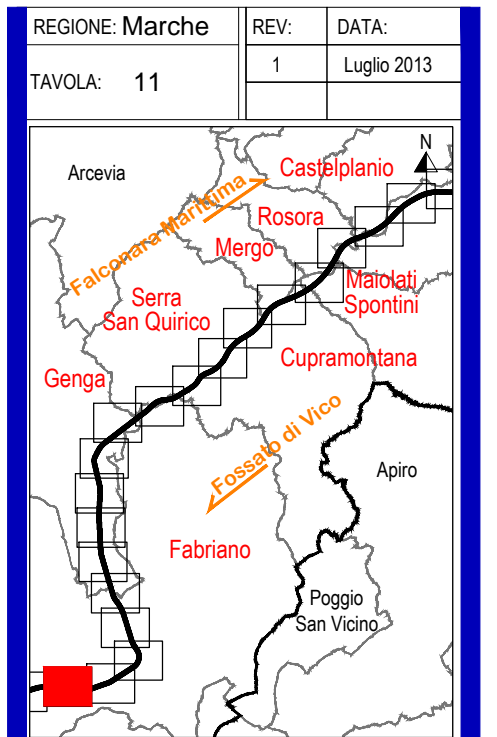 REGIONE: Marche
REV:
DATA:
TAVOLA: 11
1
Luglio 2013
N
Arcevia
Castelplanio
Falconara Marittima
Rosora
Mergo
Maiolati
Spontini
Serra
San Quirico
Cupramontana
Genga
Fossato di Vico
Apiro
Fabriano
Poggio
San Vicino